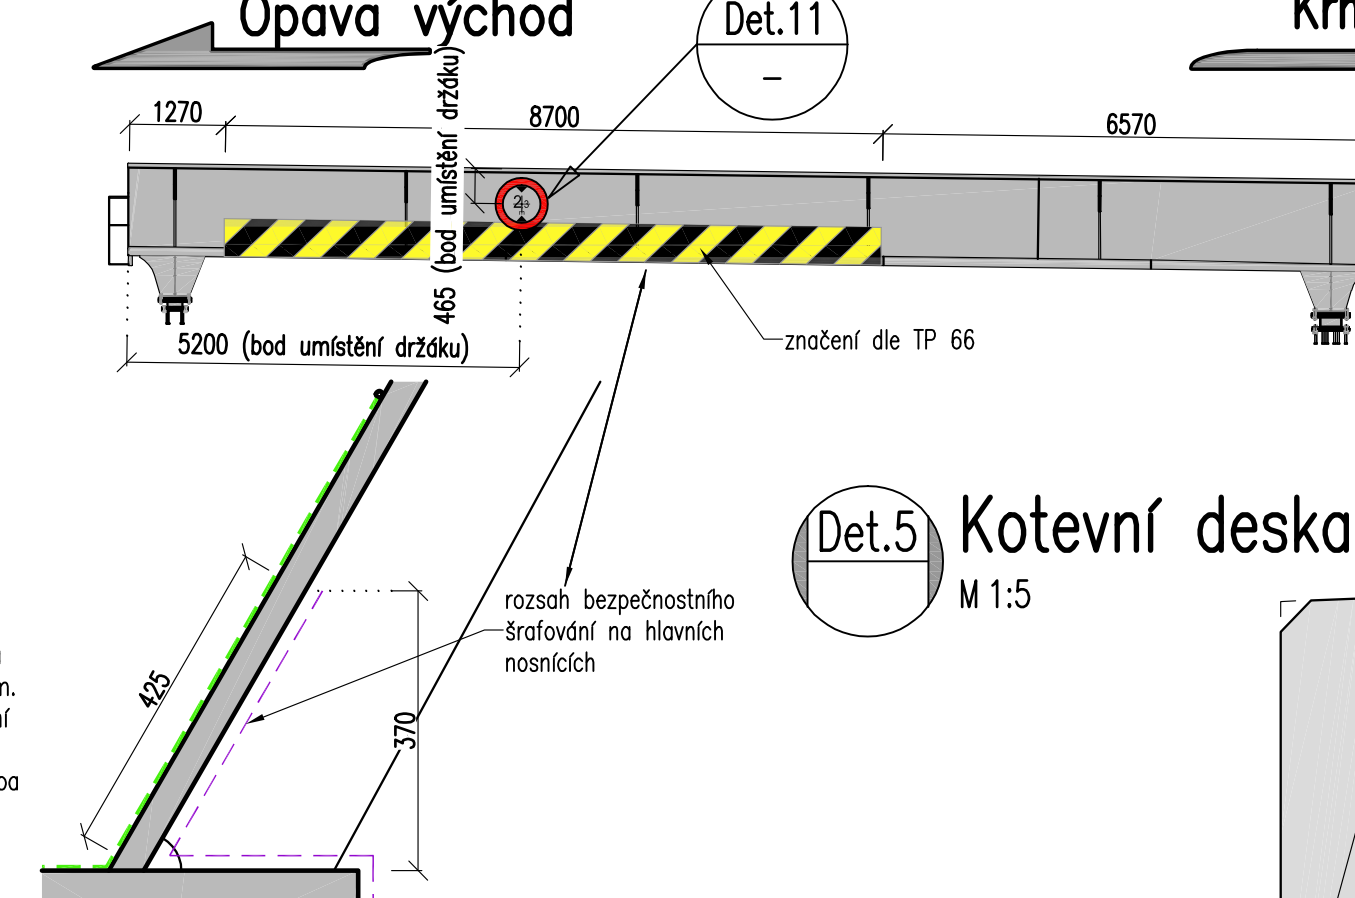 Opava východ
Det.11
–
1270
8700
6570
465 (bod umístění držáku)
5200 (bod umístění držáku)
značení dle TP 66
Det.5
Kotevní deska
M 1:5
rozsah bezpečnostního
šrafování na hlavních
nosnících
425
370